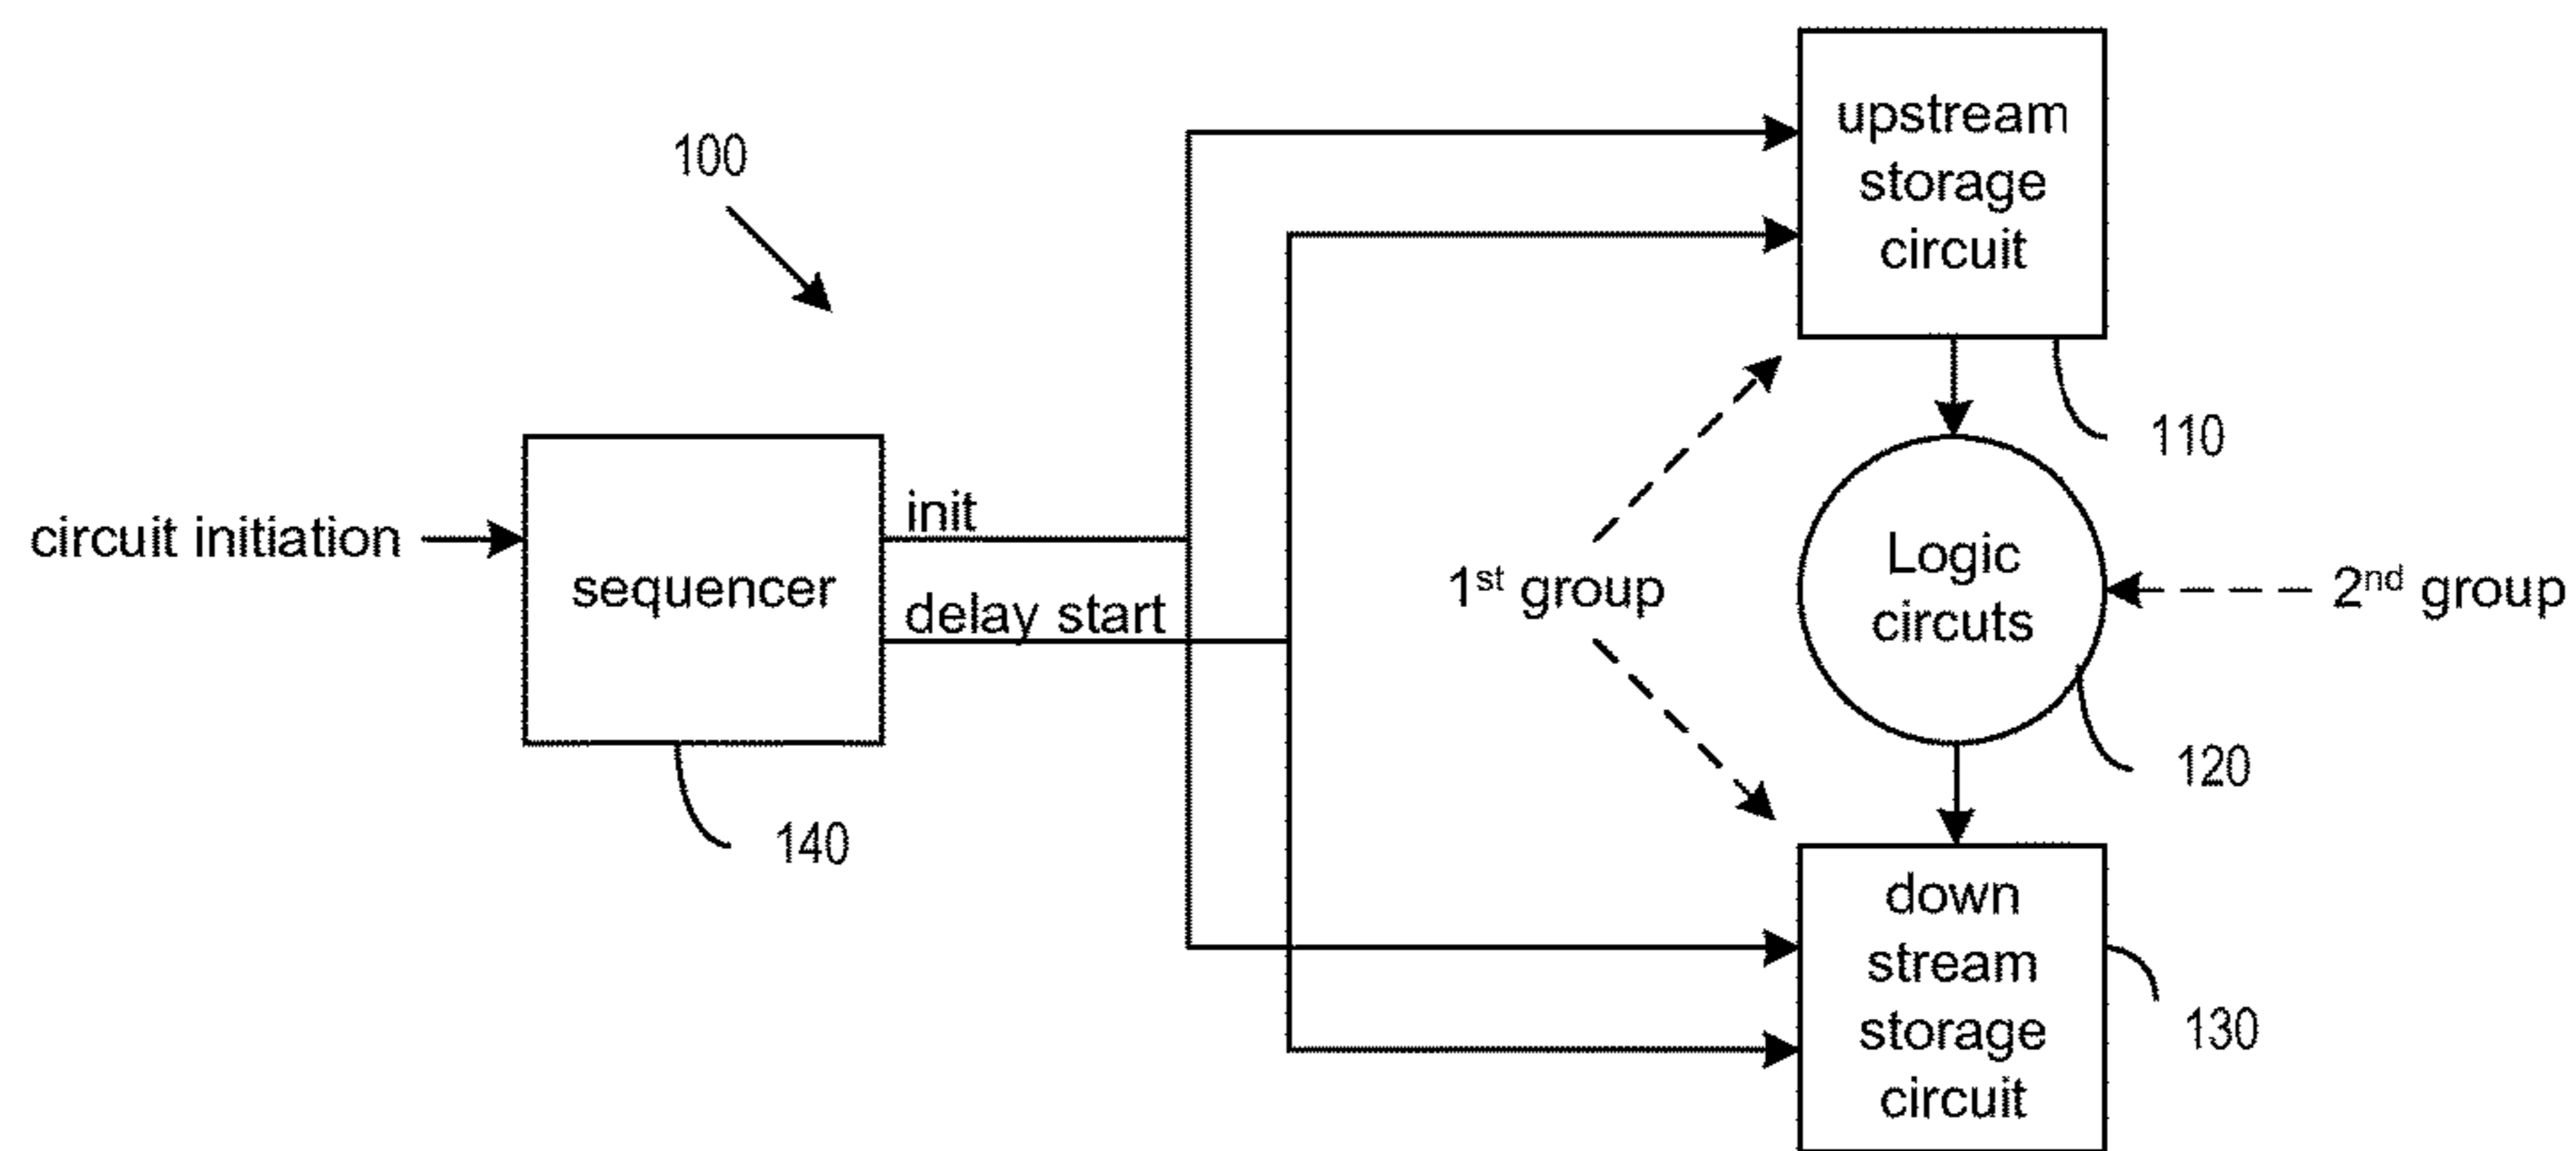 100
upstream
storage
circuit
110
circuit initiation
sequencer
init
delay start
140
1st group
Logic
circuts
2nd group
120
down
stream
storage
circuit
130